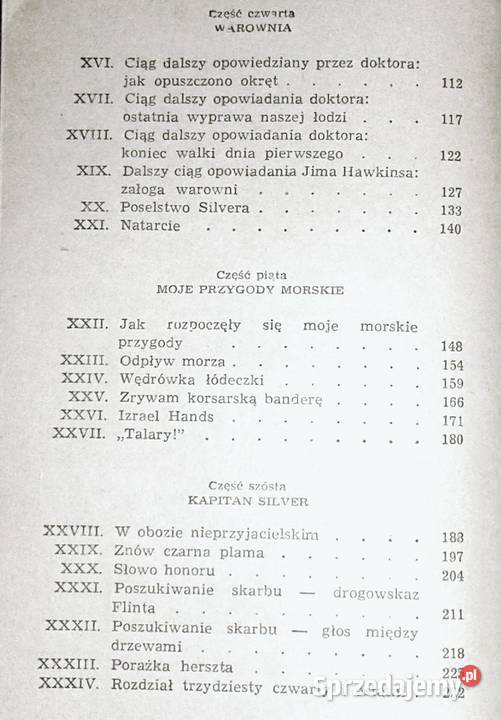 Część czwarta
WAROWNIA
XVI. Ciąg dalszy opowiedziany przez doktora:
jak opuszczono okręt . . . . . . 112
XVII. Ciąg dalszy opowiadania doktora:
ostatnia wyprawa naszej łodzi . . . 117
XVIII. Ciąg dalszy opowiadania doktora:
koniec walki dnia pierwszego . . . 122
XIX. Dalszy ciąg opowiadania Jima Hawkinsa:
załoga warowni . . . . . . . 127
XX. Poselstwo Silvera . . . . . . . 133
XXI. Natarcie . . . . . . . . . 140
Część piąta
MOJE PRZYGODY MORSKIE
XXII. Jak rozpoczęły się moje morskie
przygody . . . . . . . . 148
XXIII. Odpływ morza . . . . . . . . 154
XXIV. Wędrówka łódeczki . . . . . . 159
XXV. Zrywam korsarską banderę . . . . 166
XXVI. Izrael Hands . . . . . . . . 171
XXVII. „Talary!” . . . . . . . . . 180
Część szósta
KAPITAN SILVER
XXVIII. W obozie nieprzyjacielskim . . . . 188
XXIX. Znów czarna plama . . . . . . 197
XXX. Słowo honoru . . . . . . . . 204
XXXI. Poszukiwanie skarbu — drogowskaz
Flinta . . . . . . . . . 211
XXXII. Poszukiwanie skarbu — głos między
drzewami . . . . . . . . 218
XXXIII. Porażka herszta . . . . . . .
XXXIV. Rozdział trzydziesty czwarty
Sprzedajemy.pl